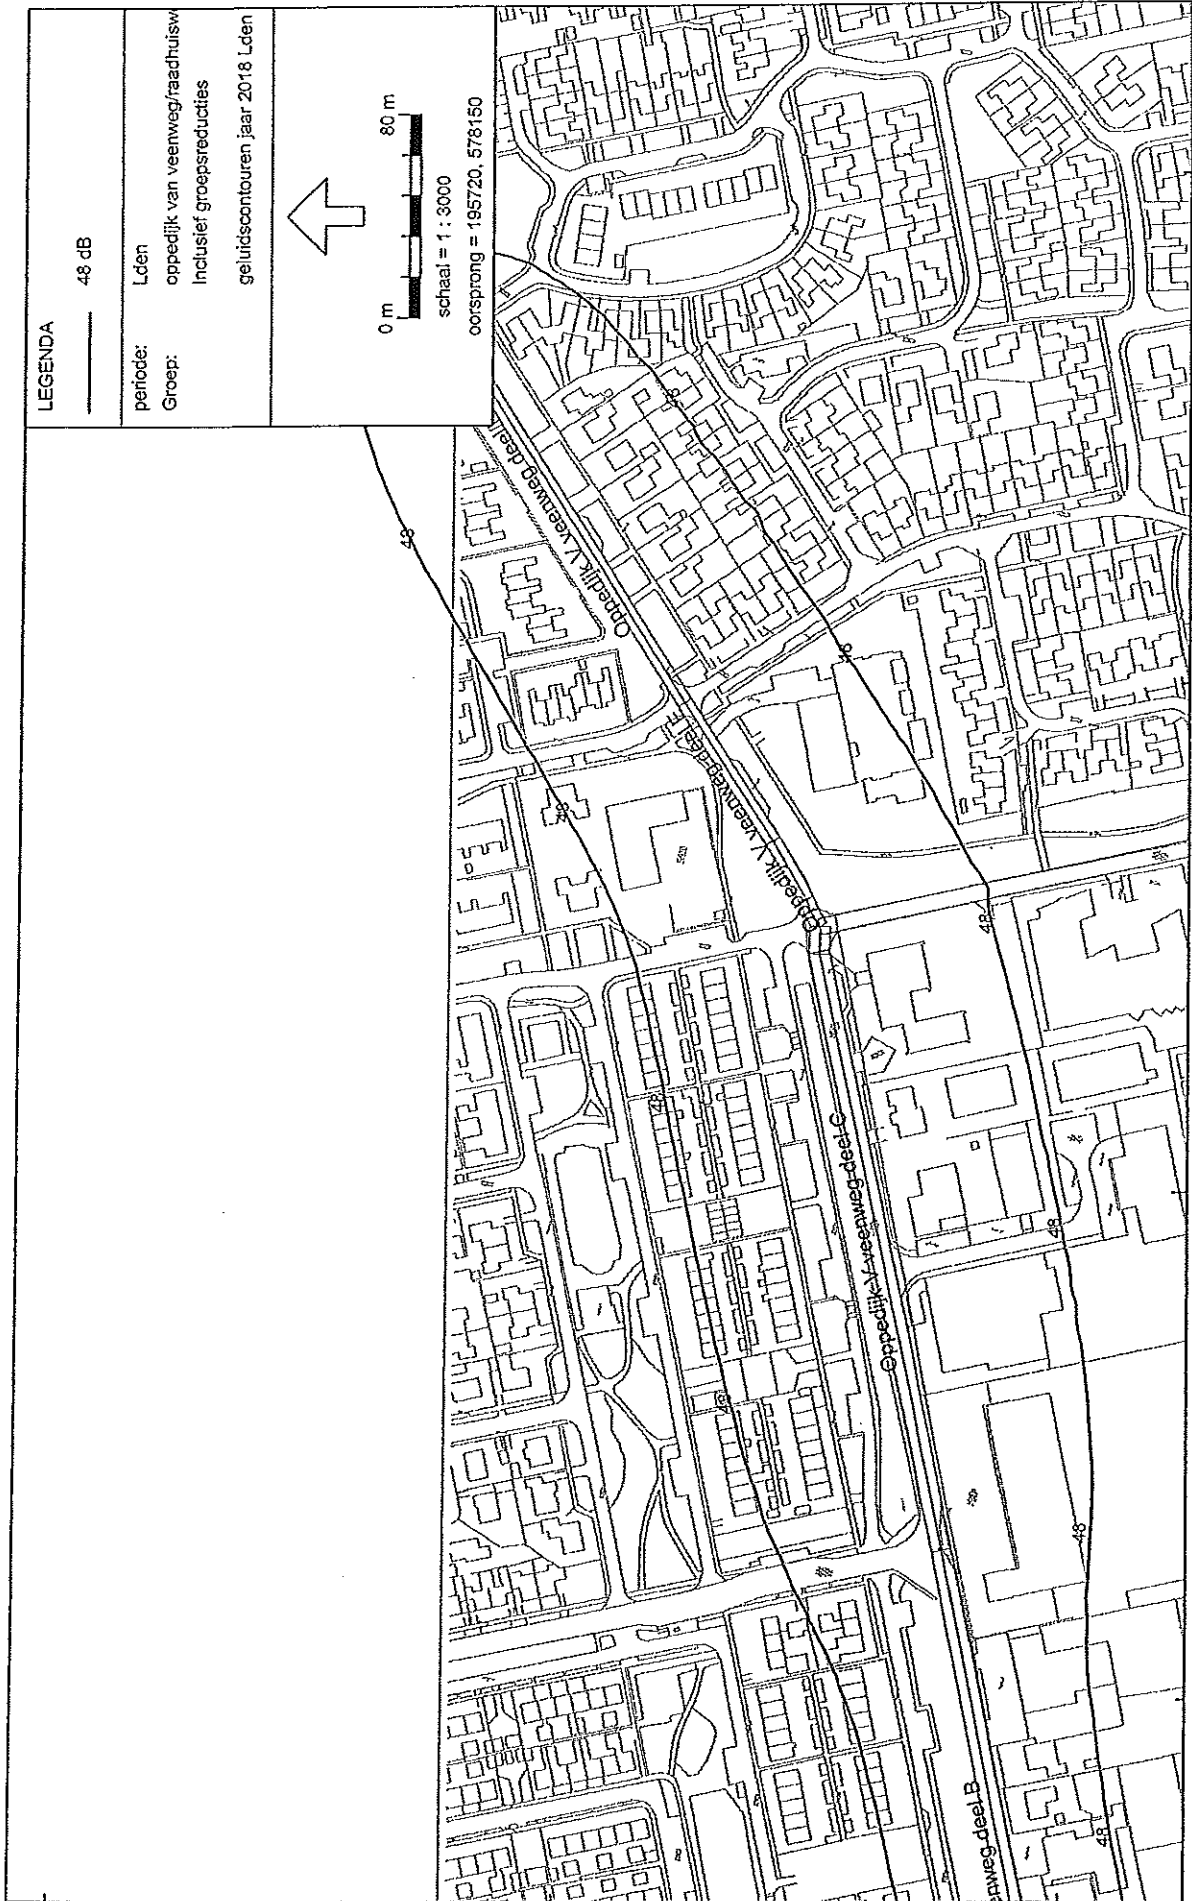 LEGENDA
48 dB
periode: Lden
Groep: oppedijk van veenweg/raadhuisw
Inclusief groepsreducties
geluidscontouren jaar 2018 Lden
0 m 80 m
schaal = 1 : 3000
oorsprong = 195720, 578150
48
48
48
48
48
48
48
48
48
48
48
Oppedijk V veenweg deel
Oppedijk V veenweg deel E
Oppedijk V veenweg
Oppedijk V veenweg deel C
enweg deel B